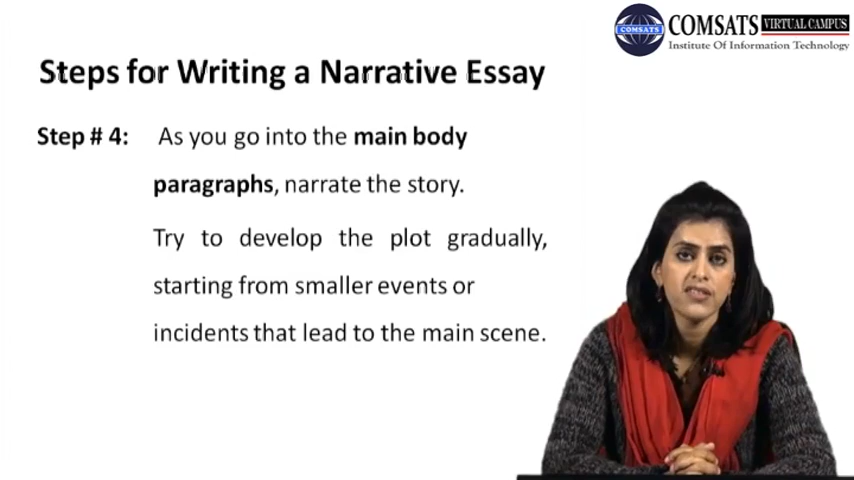 COMSATS VIRTUAL CAMPUS
COMSATS
Institute Of Information Technology
Steps for Writing a Narrative Essay
Step # 4: As you go into the main body
paragraphs, narrate the story.
Try to develop the plot gradually,
starting from smaller events or
incidents that lead to the main scene.